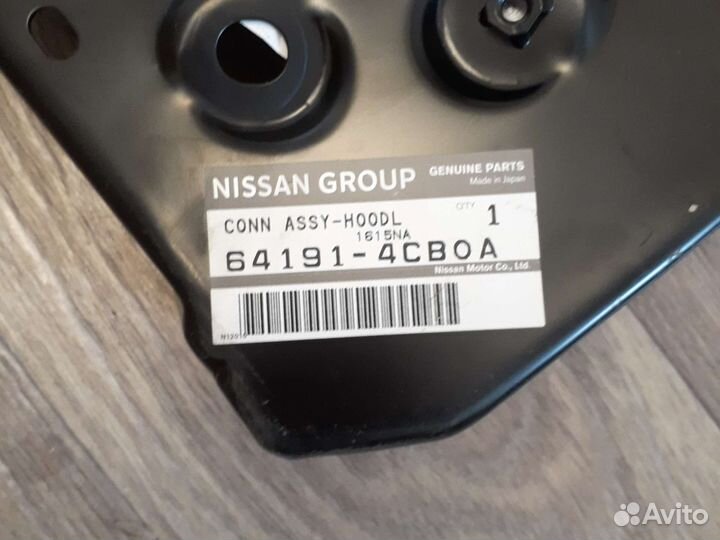 NISSAN GROUP
GENUINE PARTS
Made in Japan
CONN ASSY-HOODL
QTY 1
1615NA
64191-4CB0A
Nissan Motor Co., Ltd.
Avito